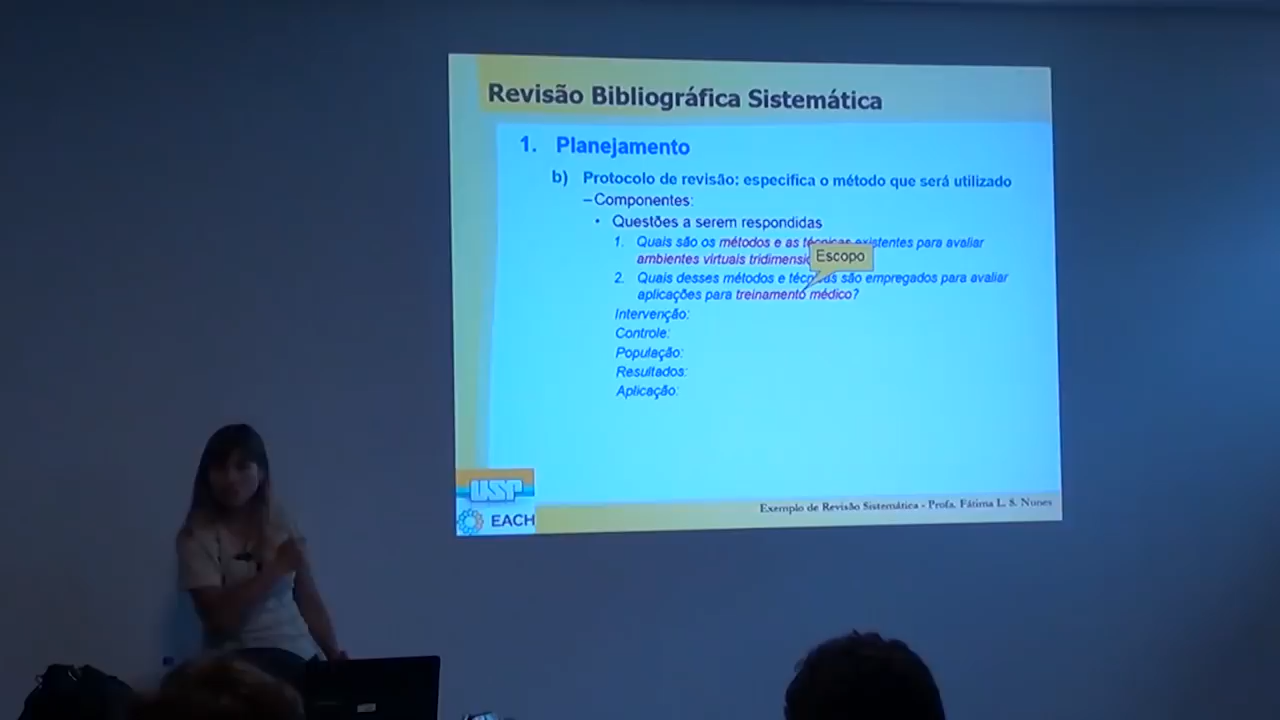 Revisão Bibliográfica Sistemática
1. Planejamento
b) Protocolo de revisão: especifica o método que será utilizado
–Componentes:
• Questões a serem respondidas
1. Quais são os métodos e as técnicas existentes para avaliar
ambientes virtuais tridimensi
Escopo
2. Quais desses métodos e técnicas são empregados para avaliar
aplicações para treinamento médico?
Intervenção:
Controle:
População:
Resultados:
Aplicação:
USP
EACH
Exemplo de Revisão Sistemática - Profa. Fátima L. S. Nunes